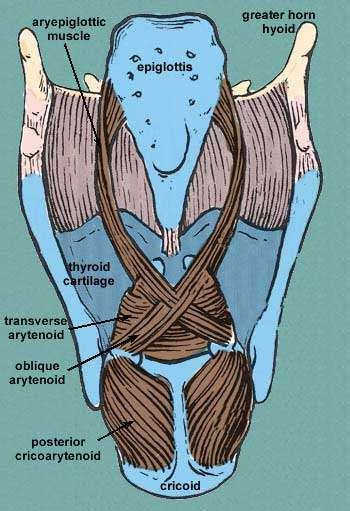 aryepiglottic
muscle
greater horn
hyoid
epiglottis
thyroid
cartilage
transverse
arytenoid
oblique
arytenoid
posterior
cricoarytenoid
cricoid